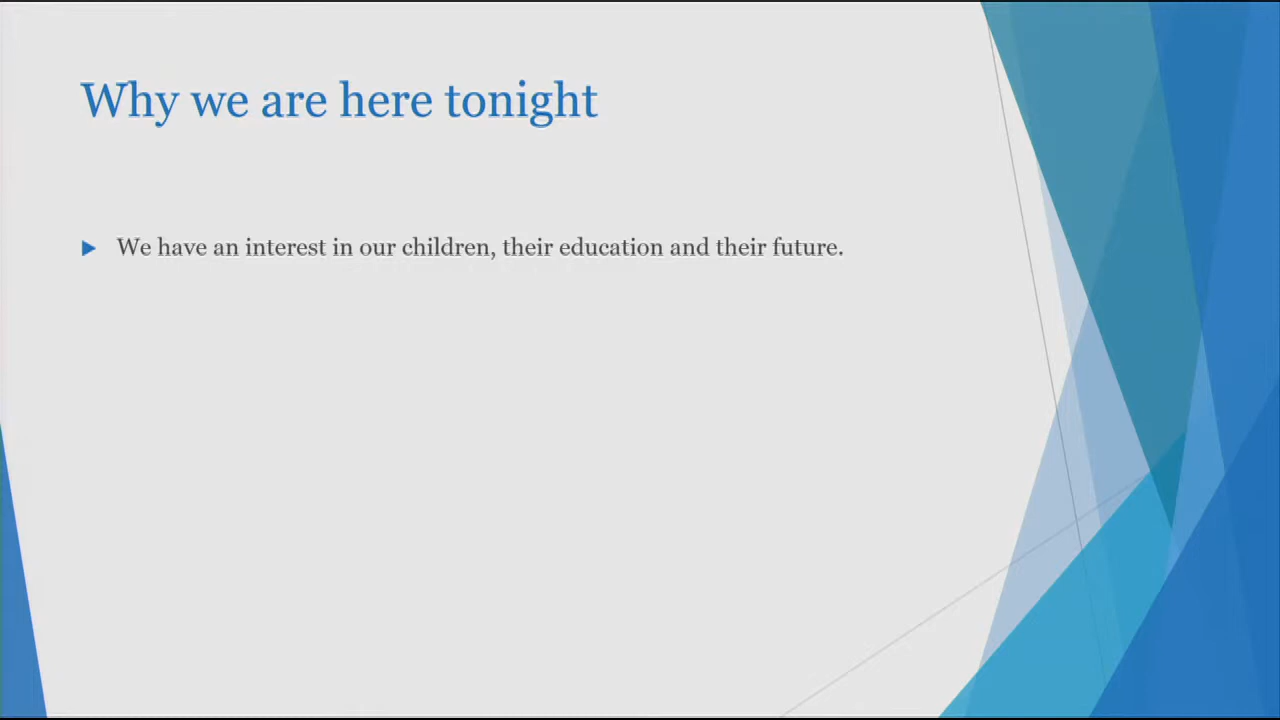 Why we are here tonight
We have an interest in our children, their education and their future.